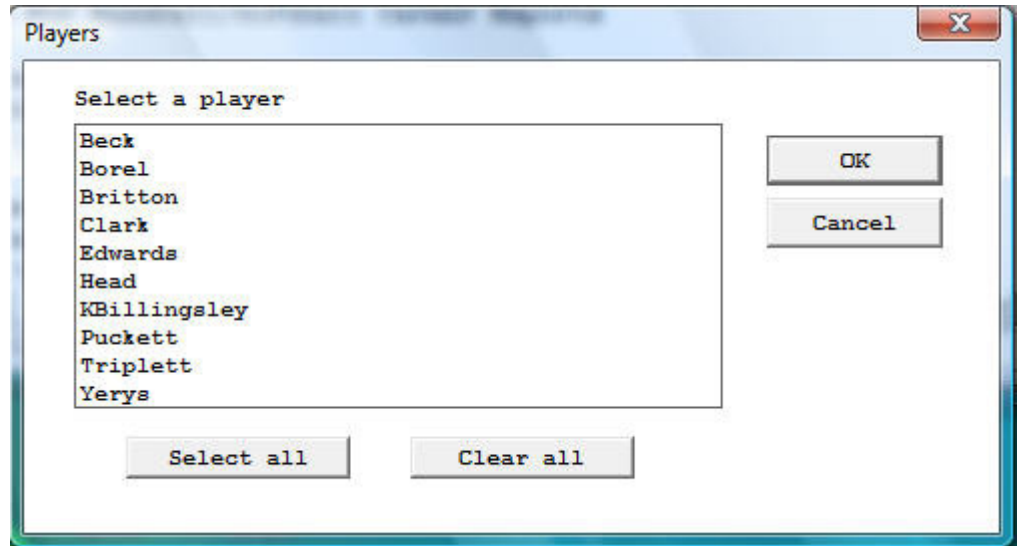 Players
Select a player
Beck
Borel
Britton
Clark
Edwards
Head
KBillingsley
Puckett
Triplett
Yerys
OK
Cancel
Select all
Clear all